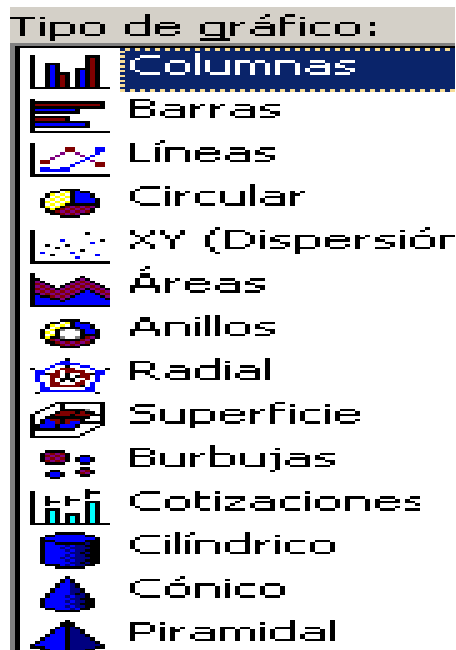 Tipo de gráfico:
Columnas
Barras
Líneas
Circular
XY (Dispersión
Áreas
Anillos
Radial
Superficie
Burbujas
Cotizaciones
Cilíndrico
Cónico
Piramidal